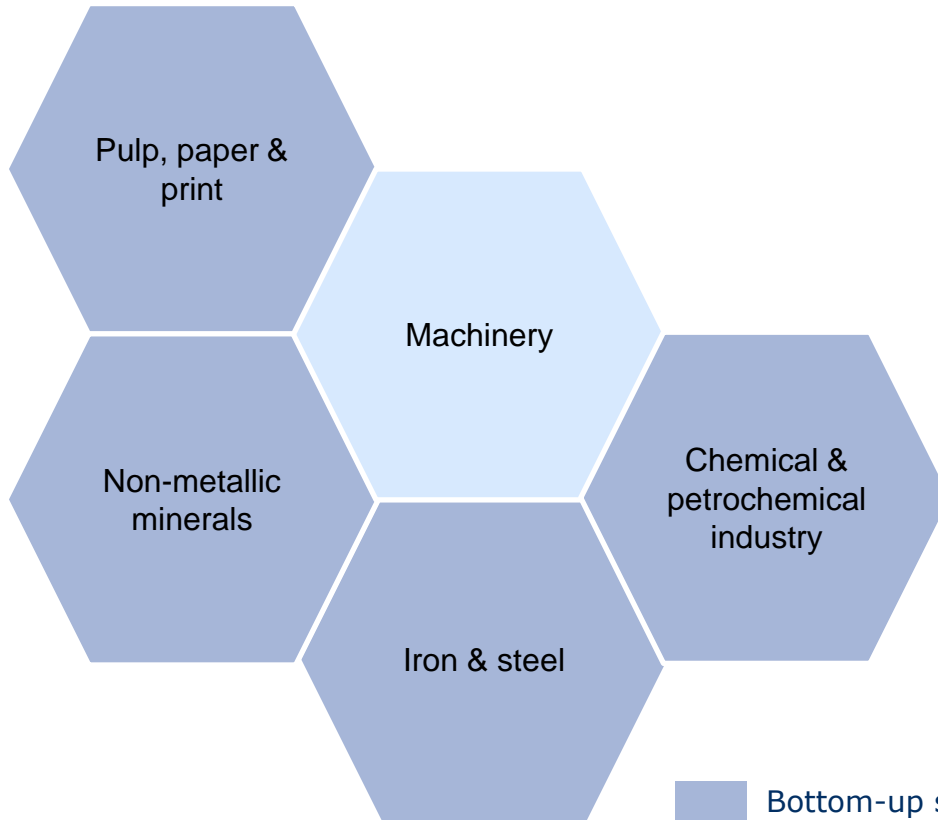 Pulp, paper &
print
Machinery
Non-metallic
minerals
Chemical &
petrochemical
industry
Iron & steel
Bottom-up s